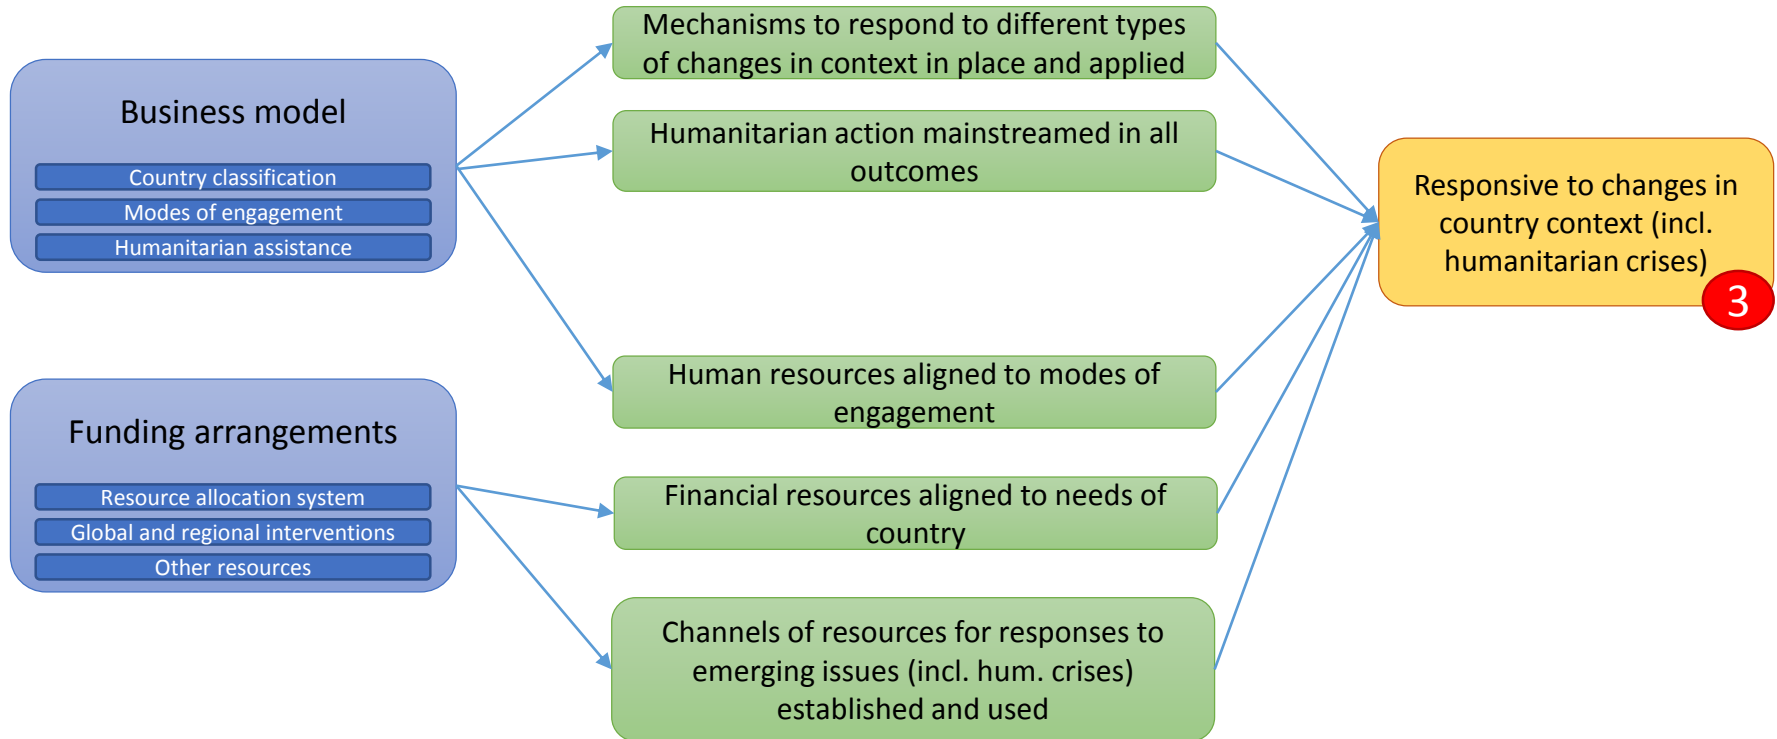 Business model
Country classification
Modes of engagement
Humanitarian assistance
Funding arrangements
Resource allocation system
Global and regional interventions
Other resources
Mechanisms to respond to different types
of changes in context in place and applied
Humanitarian action mainstreamed in all
outcomes
Human resources aligned to modes of
engagement
Financial resources aligned to needs of
country
Channels of resources for responses to
emerging issues (incl. hum. crises)
established and used
Responsive to changes in
country context (incl.
humanitarian crises)
3